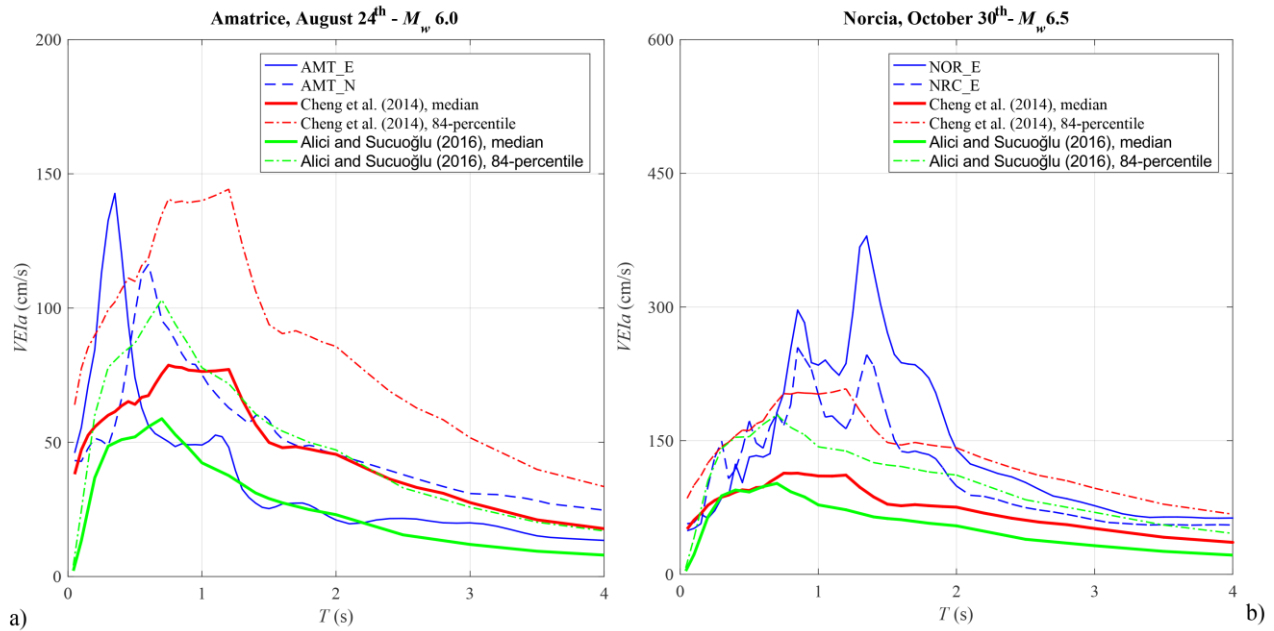 Amatrice, August 24th - Mw 6.0
200
150
100
50
0
VEIa (cm/s)
AMT_E
AMT_N
Cheng et al. (2014), median
Cheng et al. (2014), 84-percentile
Alici and Sucuoğlu (2016), median
Alici and Sucuoğlu (2016), 84-percentile
0 1 2 3 4
T (s)
a)
Norcia, October 30th- Mw 6.5
600
450
300
150
0
VEIa (cm/s)
NOR_E
NRC_E
Cheng et al. (2014), median
Cheng et al. (2014), 84-percentile
Alici and Sucuoğlu (2016), median
Alici and Sucuoğlu (2016), 84-percentile
0 1 2 3 4
T (s)
b)